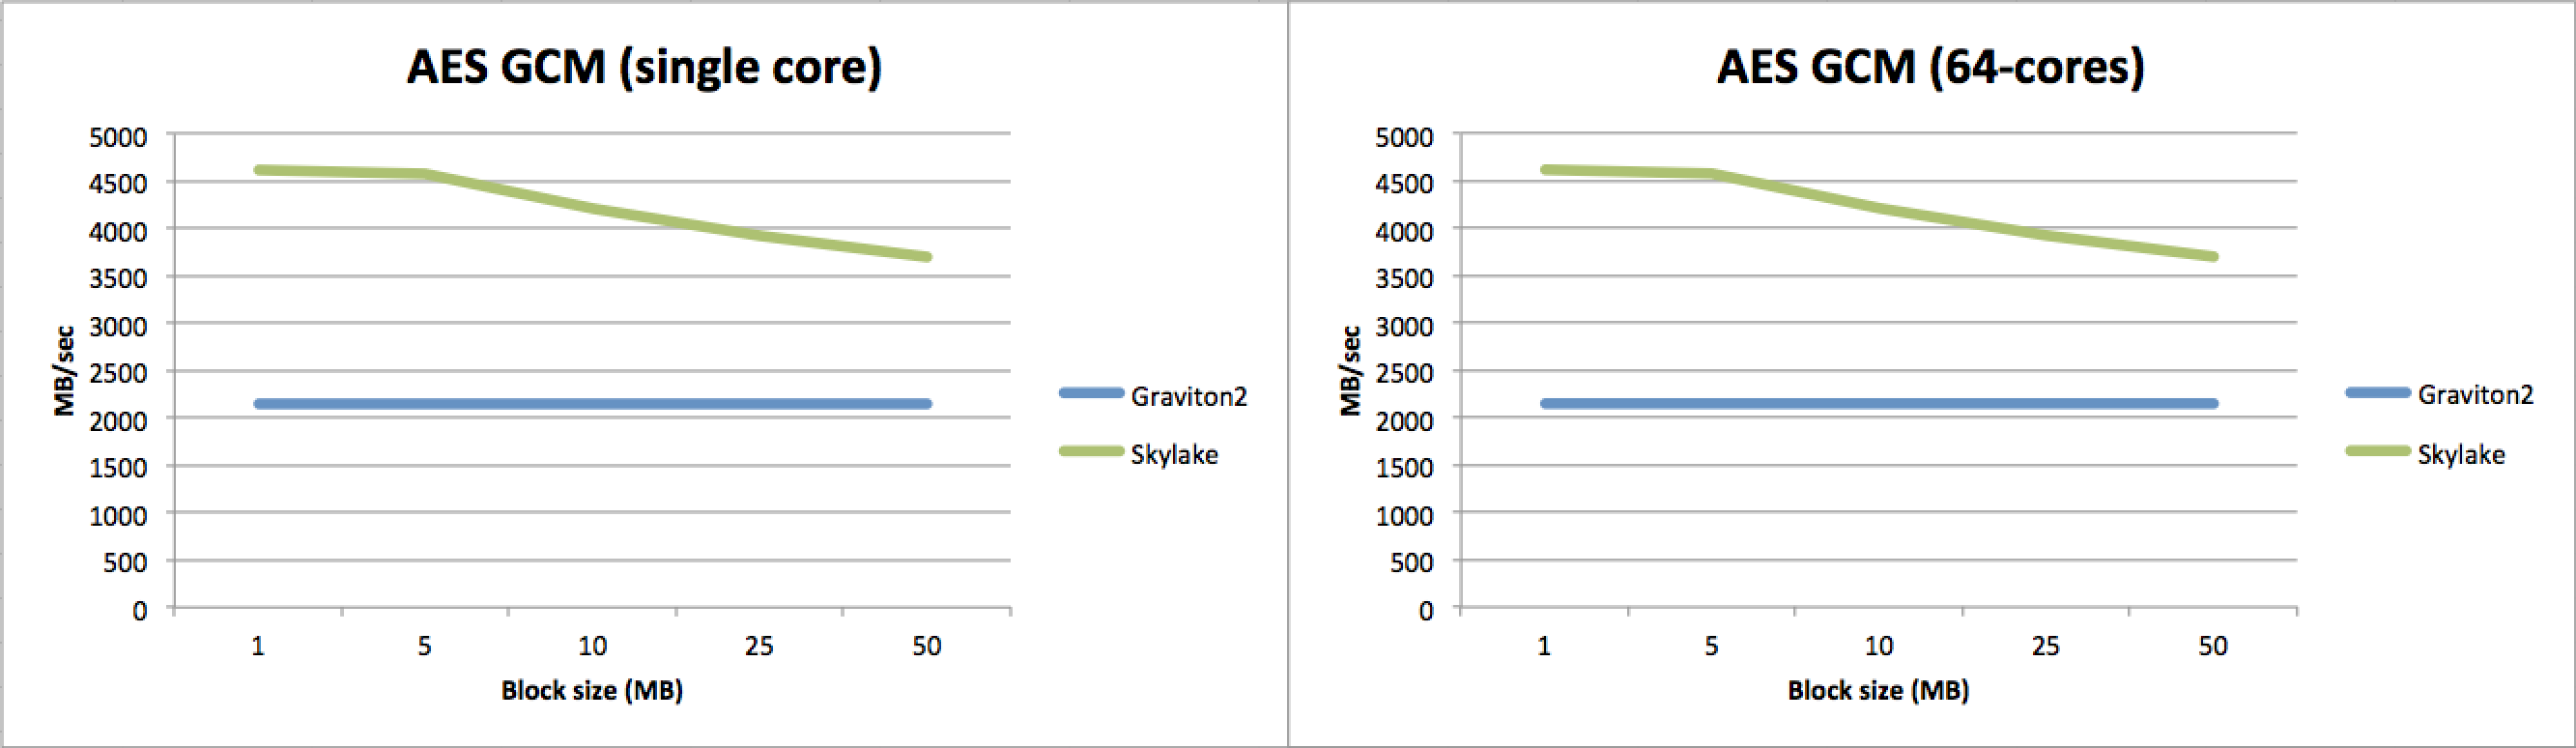 AES GCM (single core)
5000
4500
4000
3500
3000
2500
2000
1500
1000
500
0
MB/sec
1 5 10 25 50
Block size (MB)
Graviton2
Skylake
AES GCM (64-cores)
5000
4500
4000
3500
3000
2500
2000
1500
1000
500
0
MB/sec
1 5 10 25 50
Block size (MB)
Graviton2
Skylake